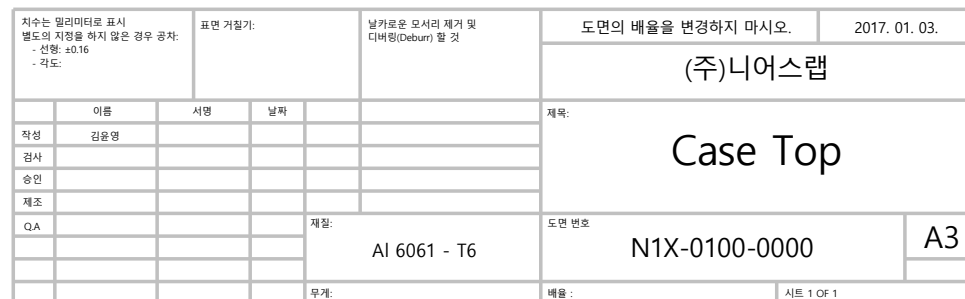 치수는 밀리미터로 표시
별도의 지정을 하지 않은 경우 공차:
- 선형: ±0.16
- 각도:
표면 거칠기:
날카로운 모서리 제거 및
디버링(Deburr) 할 것
도면의 배율을 변경하지 마시오.
2017. 01. 03.
(주)니어스랩
이름
서명
날짜
작성
김윤영
검사
승인
제조
Q.A
제목:
Case Top
재질:
Al 6061 - T6
도면 번호
N1X-0100-0000
A3
무게:
배율 :
시트 1 OF 1